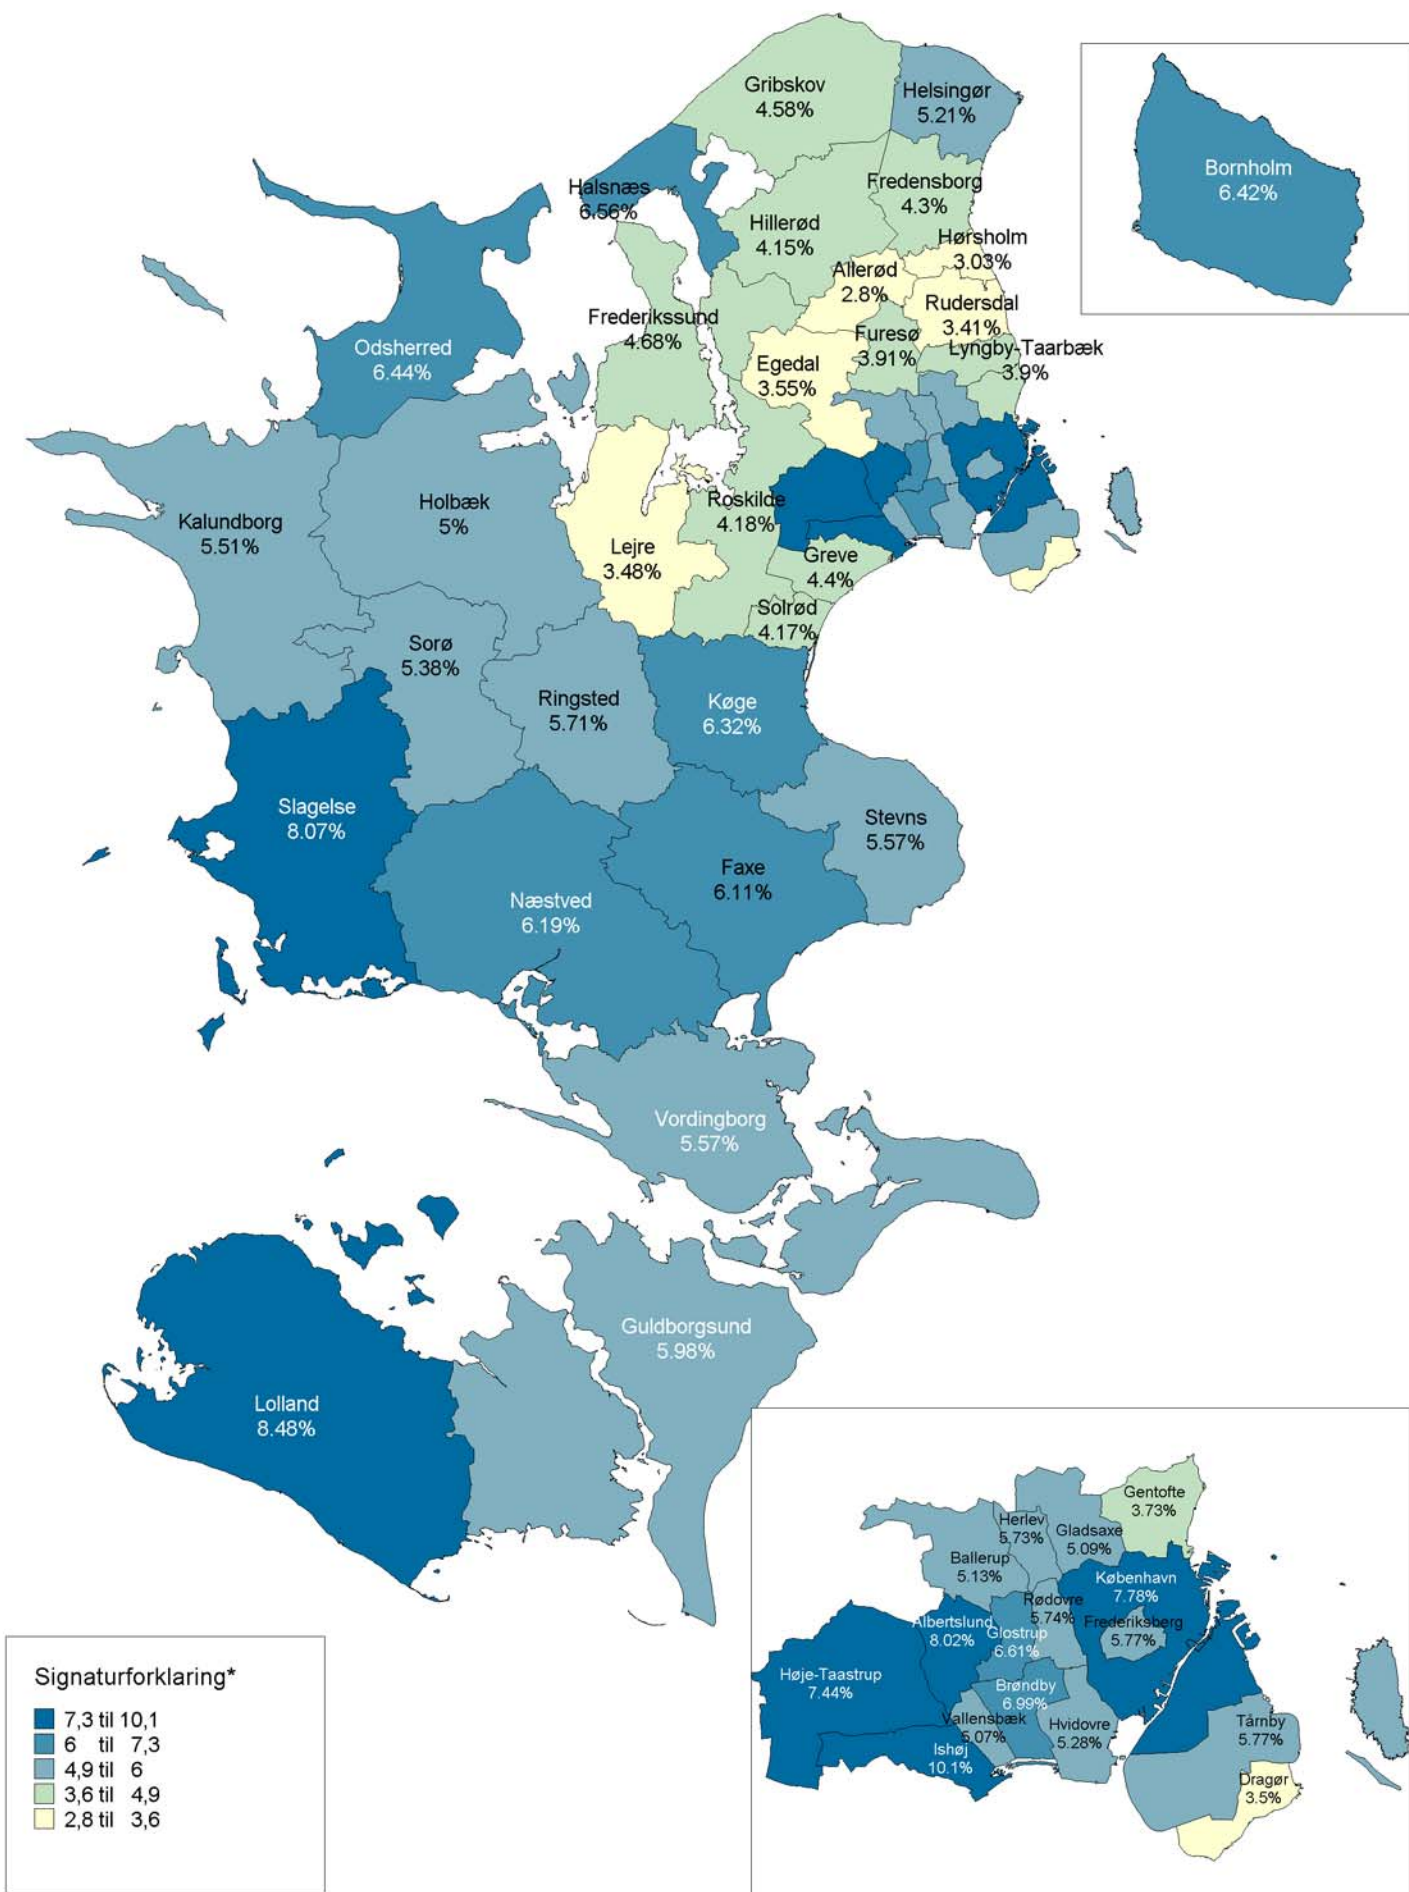 Gribskov
4.58%
Helsingør
5.21%
Bornholm
6.42%
Halsnæs
6.56%
Fredensborg
4.3%
Hillerød
4.15%
Hørsholm
3.03%
Allerød
2.8%
Rudersdal
3.41%
Frederikssund
4.68%
Furesø
3.91%
Lyngby-Taarbæk
3.9%
Odsherred
6.44%
Egedal
3.55%
Holbæk
5%
Roskilde
4.18%
Kalundborg
5.51%
Lejre
3.48%
Greve
4.4%
Solrød
4.17%
Sorø
5.38%
Ringsted
5.71%
Køge
6.32%
Slagelse
8.07%
Stevns
5.57%
Faxe
6.11%
Næstved
6.19%
Vordingborg
5.57%
Guldborgsund
5.98%
Lolland
8.48%
Gentofte
3.73%
Herlev
5.73%
Gladsaxe
5.09%
Ballerup
5.13%
København
7.78%
Rødovre
5.74%
Albertslund
8.02%
Glostrup
6.61%
Frederiksberg
5.77%
Høje-Taastrup
7.44%
Brøndby
6.99%
Vallensbæk
5.07%
Hvidovre
5.28%
Tårnby
5.77%
Ishøj
10.1%
Dragør
3.5%
Signaturforklaring*
7,3 til 10,1
6 til 7,3
4,9 til 6
3,6 til 4,9
2,8 til 3,6